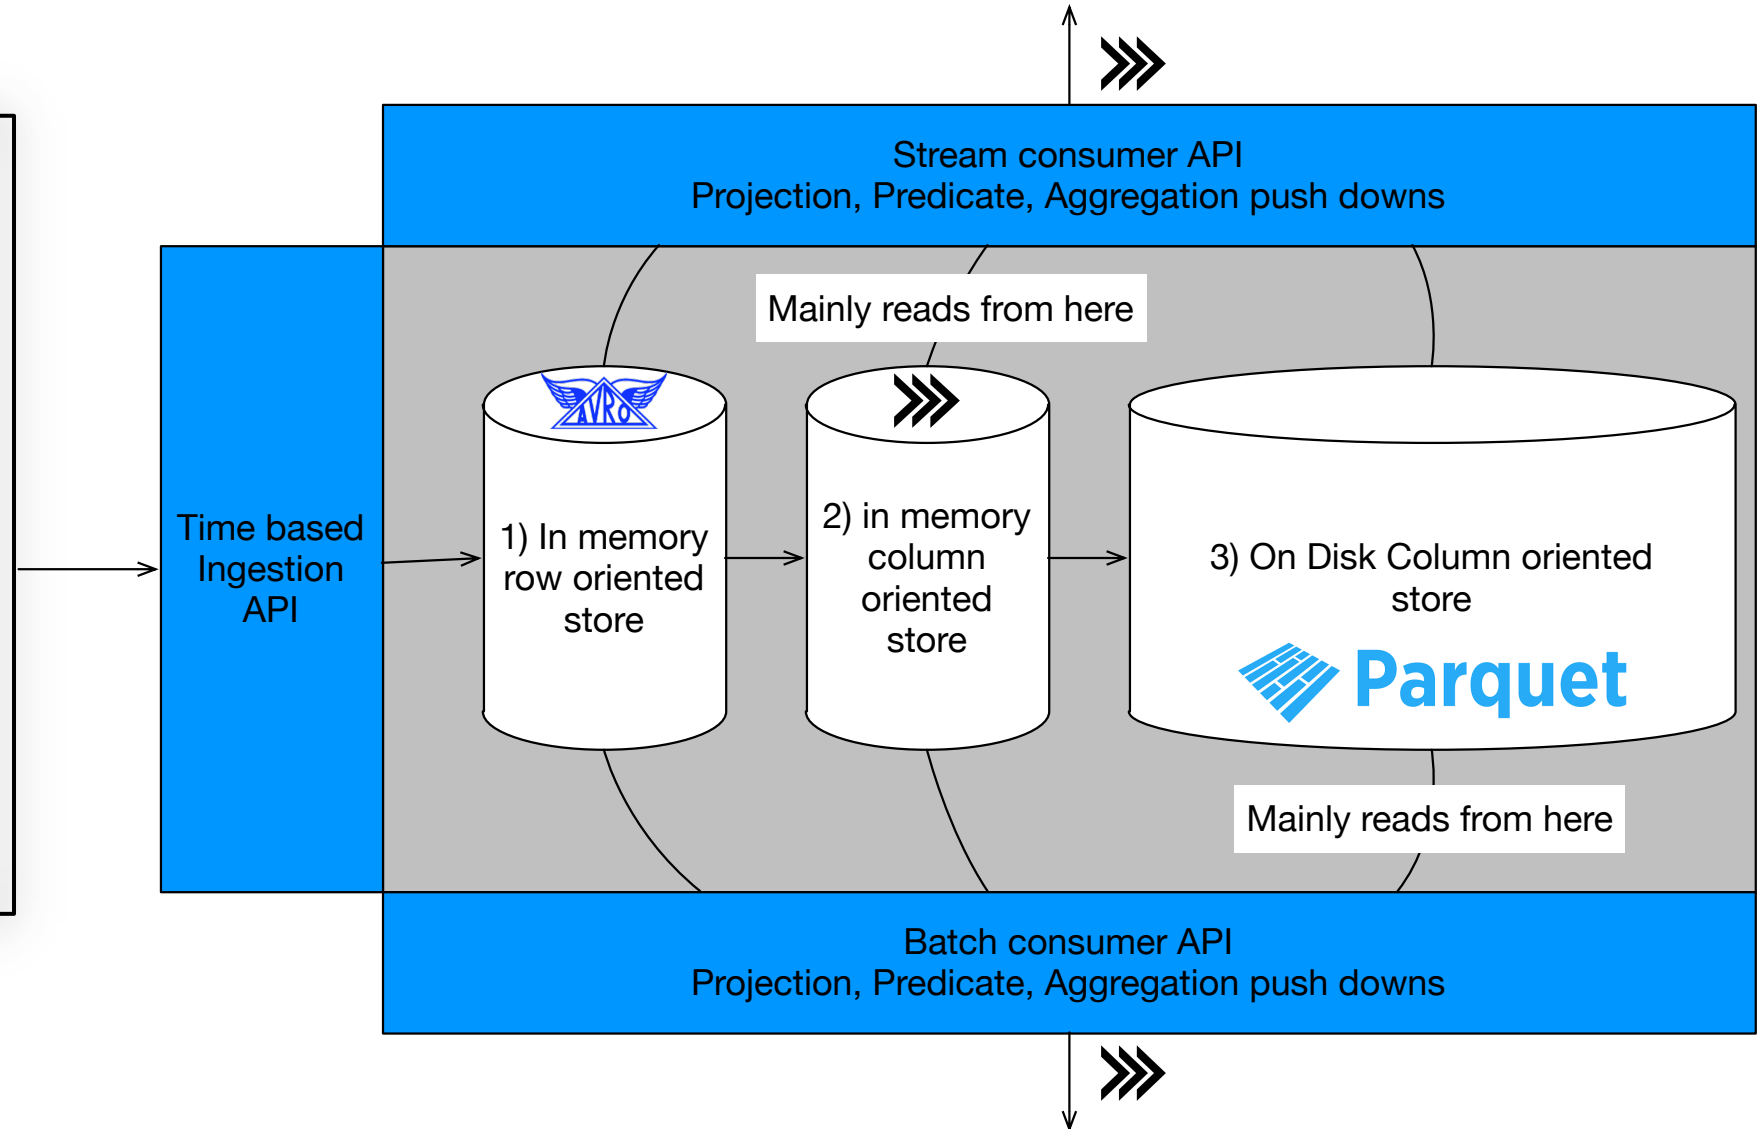 Stream consumer API
Projection, Predicate, Aggregation push downs
Mainly reads from here
AVRO
Time based
Ingestion
API
1) In memory
row oriented
store
2) in memory
column
oriented
store
3) On Disk Column oriented
store
Parquet
Mainly reads from here
Batch consumer API
Projection, Predicate, Aggregation push downs